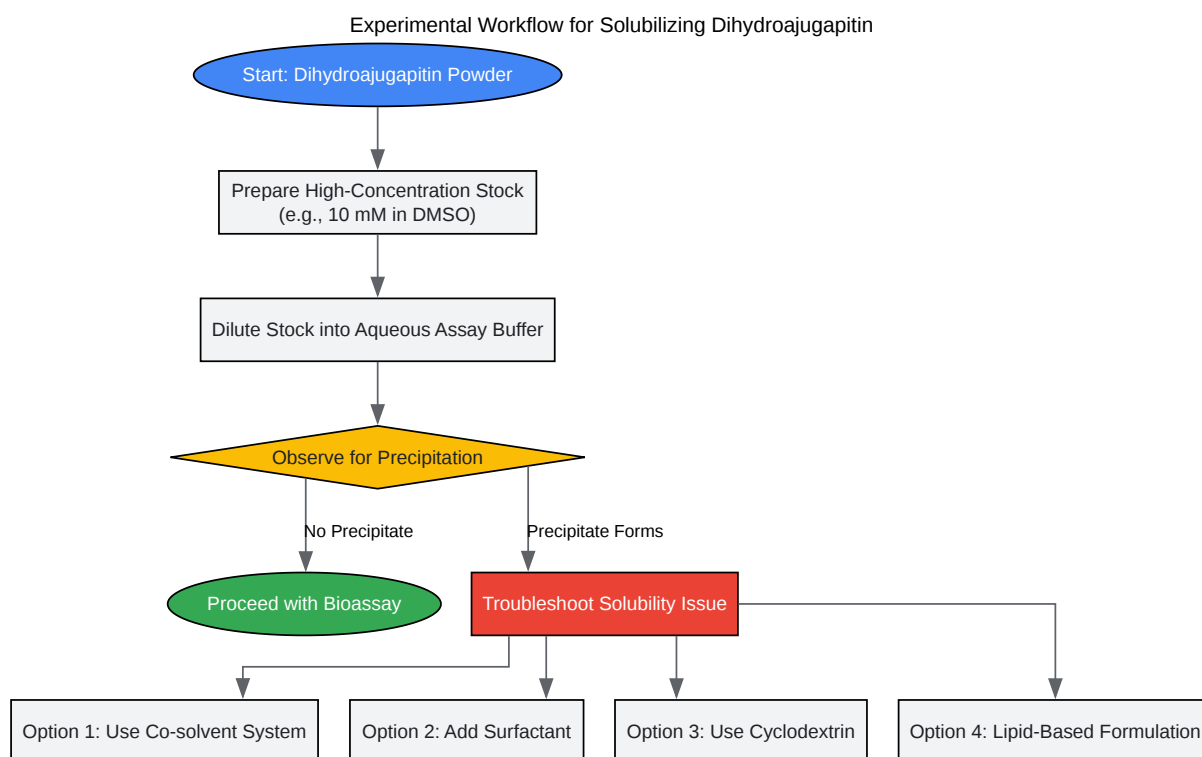 Experimental Workflow for Solubilizing Dihydroajugapitin
Start: Dihydroajugapitin Powder
Prepare High-Concentration Stock
(e.g., 10 mM in DMSO)
Dilute Stock into Aqueous Assay Buffer
Observe for Precipitation
No Precipitate
Precipitate Forms
Proceed with Bioassay
Troubleshoot Solubility Issue
Option 1: Use Co-solvent System
Option 2: Add Surfactant
Option 3: Use Cyclodextrin
Option 4: Lipid-Based Formulation